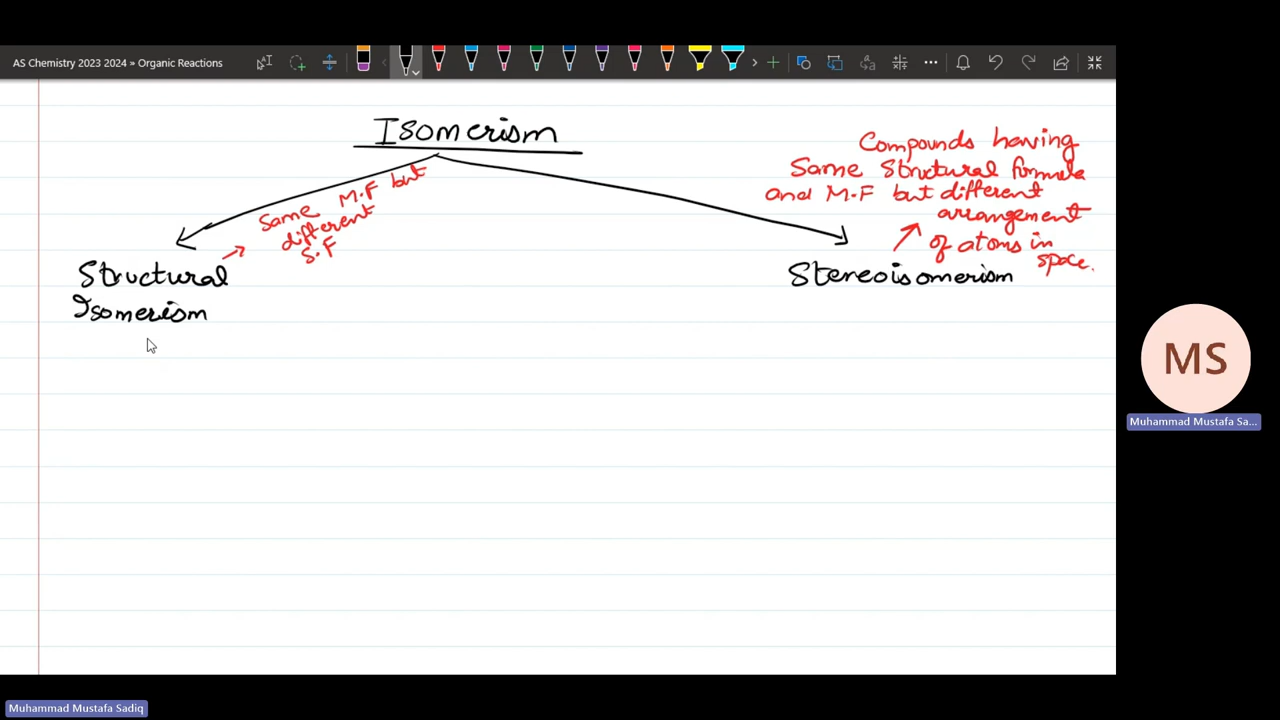 AS Chemistry 2023 2024 » Organic Reactions
Isomerism
Same M.F but
different
S.F
Compounds having
Same Structural formula
and M.F but different
arrangement
of atoms in
space.
Structural
Isomerism
Stereoisomerism
MS
Muhammad Mustafa Sa...
Muhammad Mustafa Sadiq